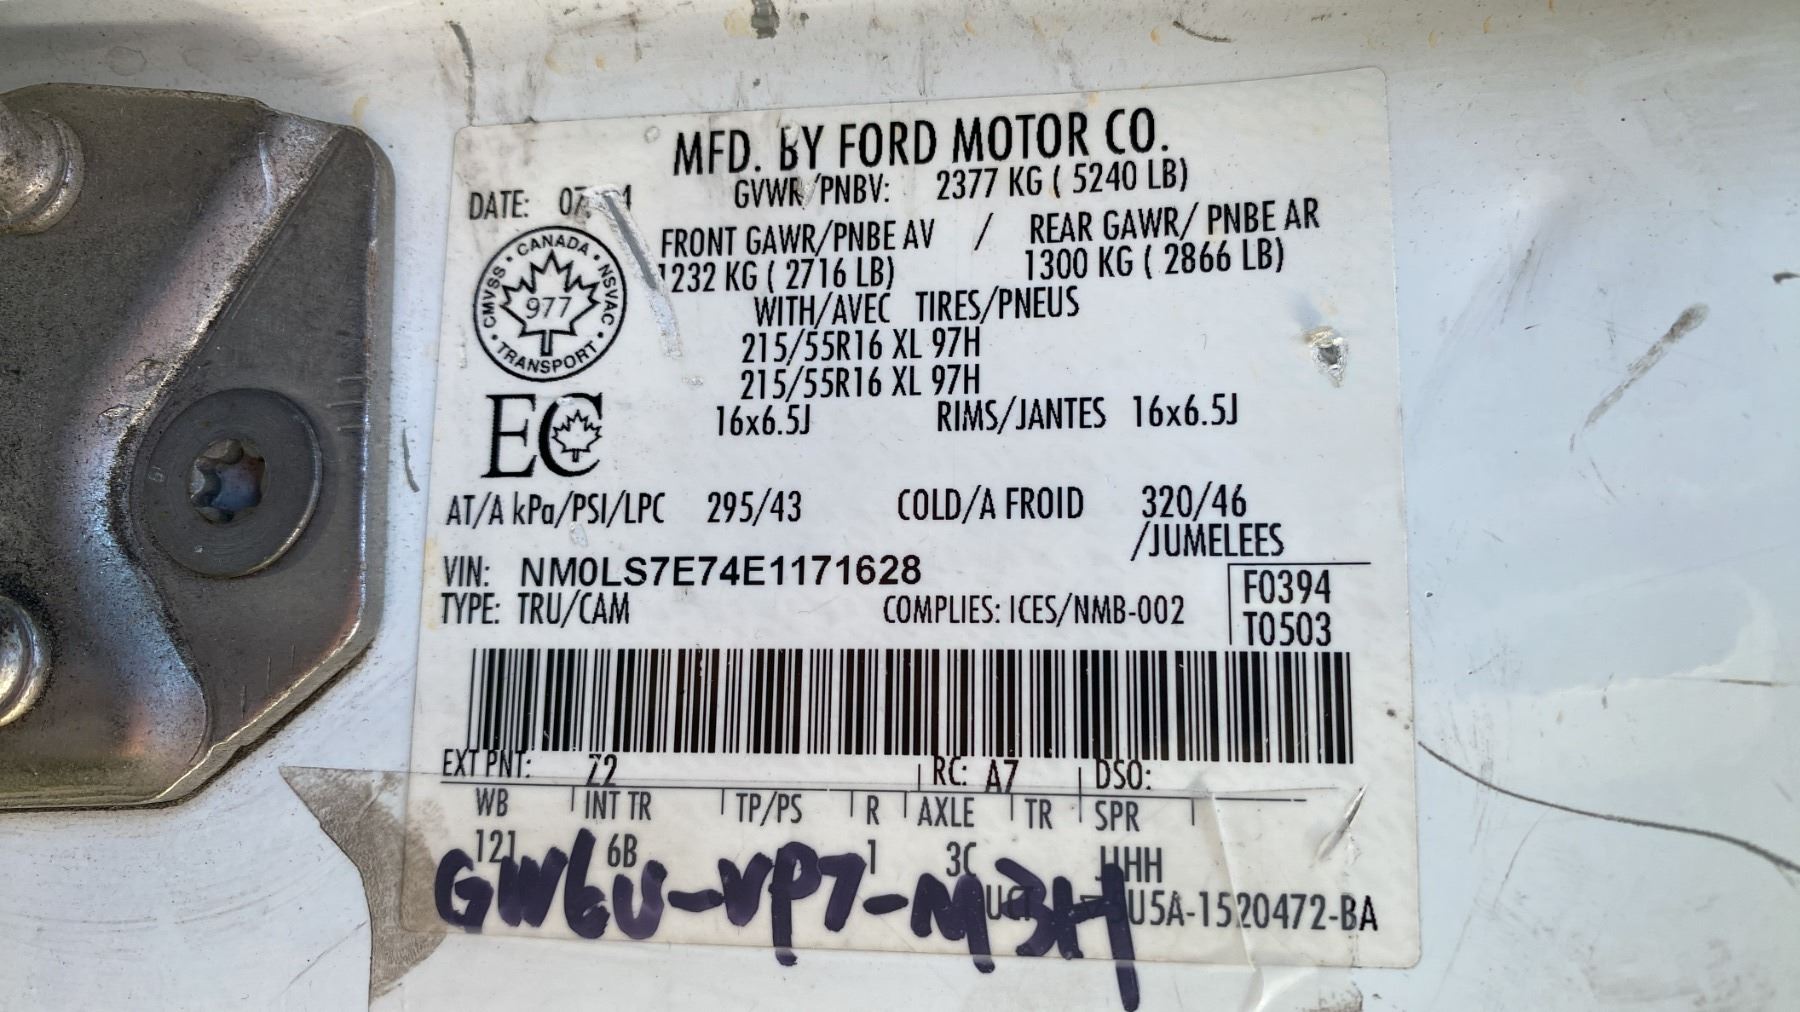 MFD. BY FORD MOTOR CO.
DATE: GVWR/PNBV: 2377 KG ( 5240 LB)
FRONT GAWR/PNBE AV / REAR GAWR/ PNBE AR
1232 KG ( 2716 LB) 1300 KG ( 2866 LB)
WITH/AVEC TIRES/PNEUS
215/55R16 XL 97H
215/55R16 XL 97H
16x6.5J RIMS/JANTES 16x6.5J
CANADA
CMVSS 977 NSVAC
TRANSPORT
EC
AT/A kPa/PSI/LPC 295/43 COLD/A FROID 320/46
/JUMELEES
VIN: NM0LS7E74E1171628
TYPE: TRU/CAM COMPLIES: ICES/NMB-002
F0394
T0503
EXT PNT: Z2 RC: A7 DSO:
WB INT TR TP/PS R AXLE TR SPR
121 6B 1 3C JJHH
U5A-1520472-BA
GW6U-VP7-M3H